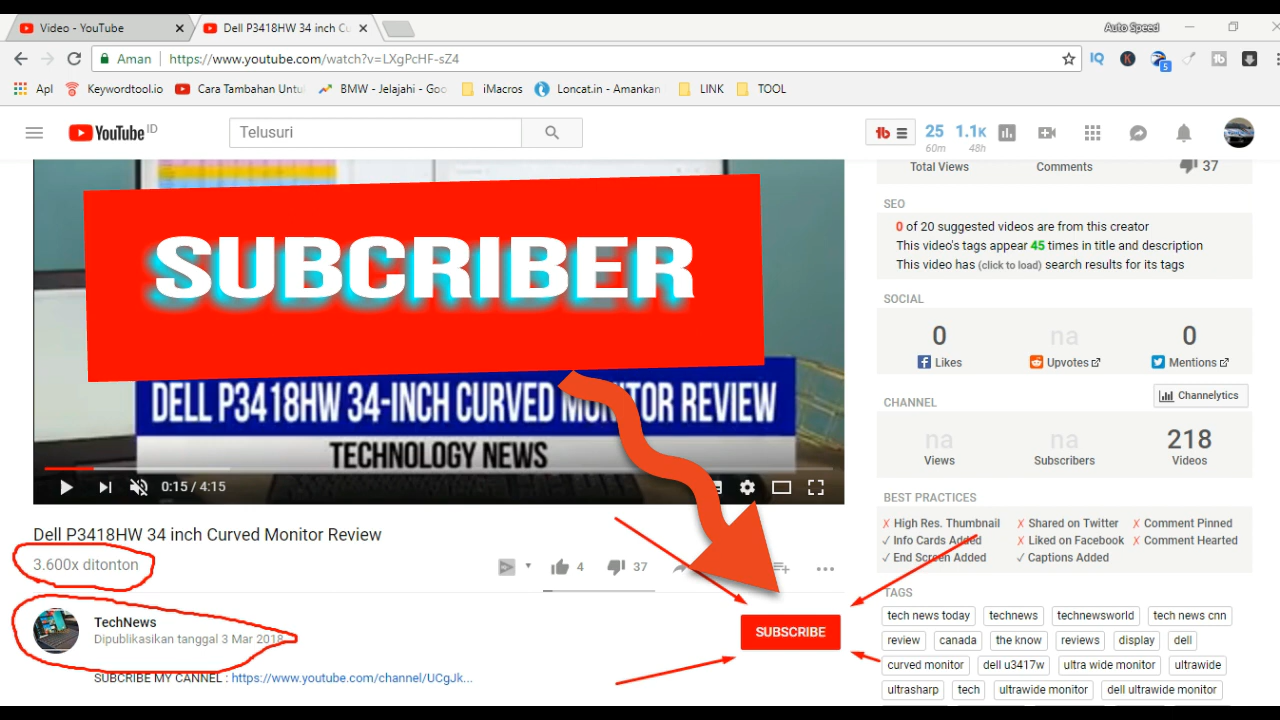 Video - YouTube
Dell P3418HW 34 inch Cu
Auto Speed
Aman
https://www.youtube.com/watch?v=LXgPcHF-sZ4
IQ
K
5
tb
Apl
Keywordtool.io
Cara Tambahan Untu
BMW - Jelajahi - Goo
iMacros
Loncat.in - Amankan
LINK
TOOL
YouTube ID
Telusuri
tb
25
60m
1.1K
48h
Total Views
Comments
37
SUBCRIBER
DELL P3418HW 34-INCH CURVED MONITOR REVIEW
TECHNOLOGY NEWS
0:15 / 4:15
Dell P3418HW 34 inch Curved Monitor Review
3.600x ditonton
4
37
TechNews
Dipublikasikan tanggal 3 Mar 2018
SUBSCRIBE
SUBCRIBE MY CANNEL : https://www.youtube.com/channel/UCgJk...
SEO
0 of 20 suggested videos are from this creator
This video's tags appear 45 times in title and description
This video has (click to load) search results for its tags
SOCIAL
0 na 0
Likes Upvotes Mentions
Channelytics
CHANNEL
na na 218
Views Subscribers Videos
BEST PRACTICES
✗ High Res. Thumbnail ✗ Shared on Twitter ✗ Comment Pinned
✓ Info Cards Added ✗ Liked on Facebook ✗ Comment Hearted
✓ End Screen Added ✓ Captions Added
TAGS
tech news today technews technewsworld tech news cnn
review canada the know reviews display dell
curved monitor dell u3417w ultra wide monitor ultrawide
ultrasharp tech ultrawide monitor dell ultrawide monitor